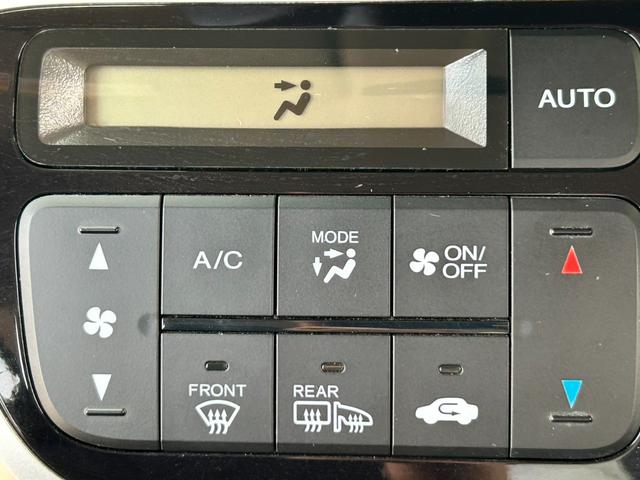 AUTO
MODE
A/C
ON/
OFF
FRONT
REAR